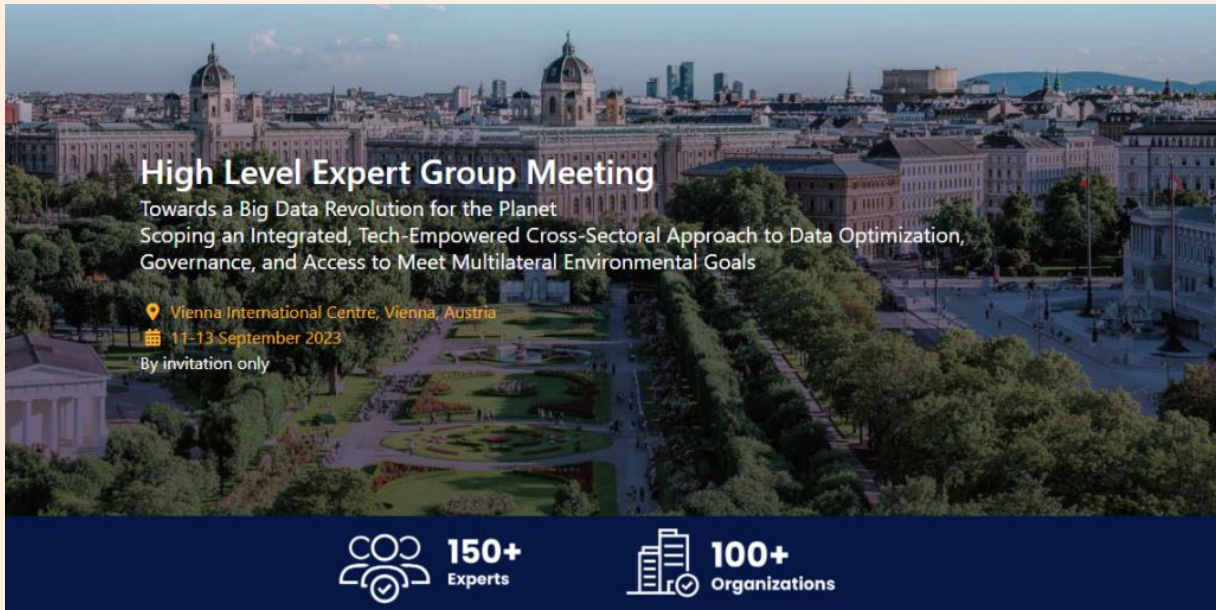 High Level Expert Group Meeting
Towards a Big Data Revolution for the Planet
Scoping an Integrated, Tech-Empowered Cross-Sectoral Approach to Data Optimization,
Governance, and Access to Meet Multilateral Environmental Goals
Vienna International Centre, Vienna, Austria
11-13 September 2023
By invitation only
150+
Experts
100+
Organizations